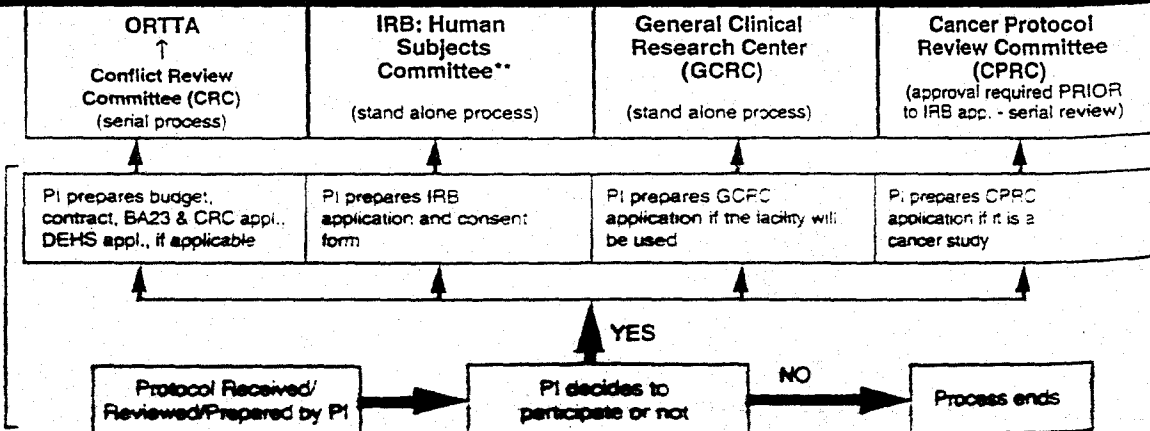 ORTTA
↑
Conflict Review
Committee (CRC)
(serial process)
IRB: Human
Subjects
Committee**
(stand alone process)
General Clinical
Research Center
(GCRC)
(stand alone process)
Cancer Protocol
Review Committee
(CPRC)
(approval required PRIOR
to IRB app. - serial review)
PI prepares budget,
contract, BA23 & CRC appl.,
DEHS appl., if applicable
PI prepares IRB
application and consent
form
PI prepares GCRC
application if the facility will
be used
PI prepares CPRC
application if it is a
cancer study
YES
Protocol Received/
Reviewed/Prepared by PI
PI decides to
participate or not
NO
Process ends